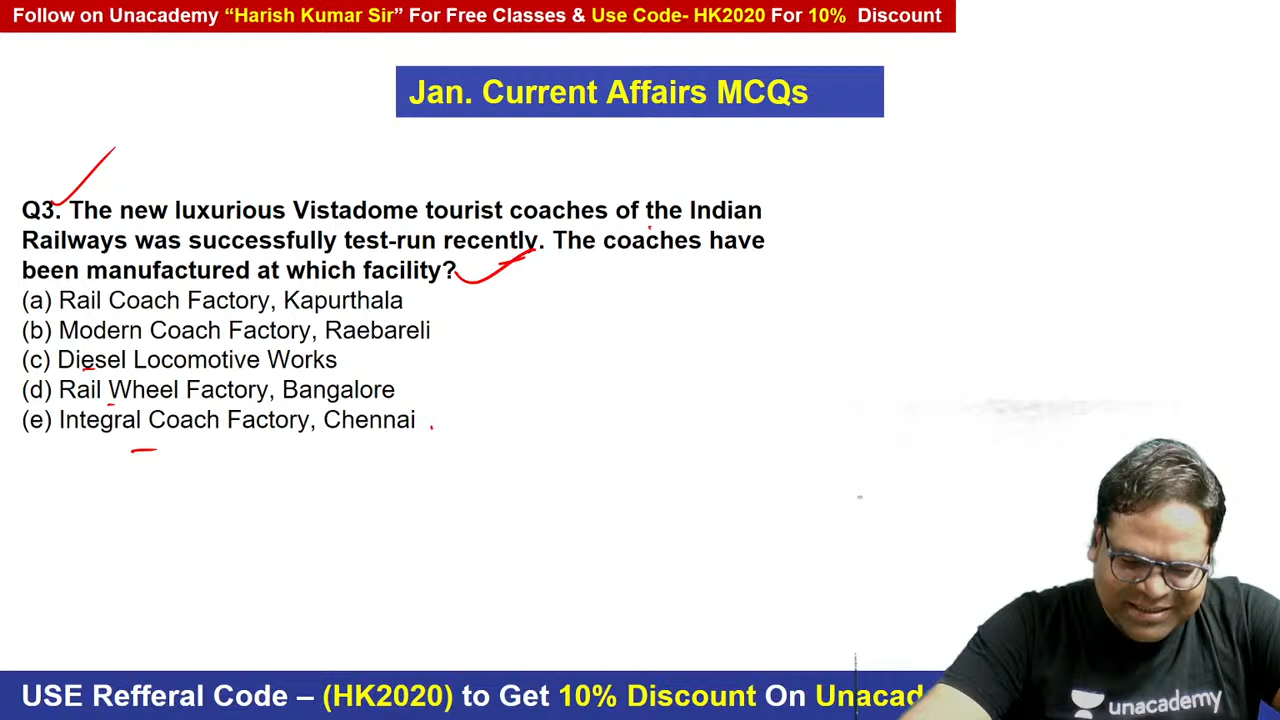 Follow on Unacademy “Harish Kumar Sir” For Free Classes & Use Code- HK2020 For 10% Discount
Jan. Current Affairs MCQs
Q3. The new luxurious Vistadome tourist coaches of the Indian
Railways was successfully test-run recently. The coaches have
been manufactured at which facility?
(a) Rail Coach Factory, Kapurthala
(b) Modern Coach Factory, Raebareli
(c) Diesel Locomotive Works
(d) Rail Wheel Factory, Bangalore
(e) Integral Coach Factory, Chennai
unacademy
USE Refferal Code – (HK2020) to Get 10% Discount On Unacad